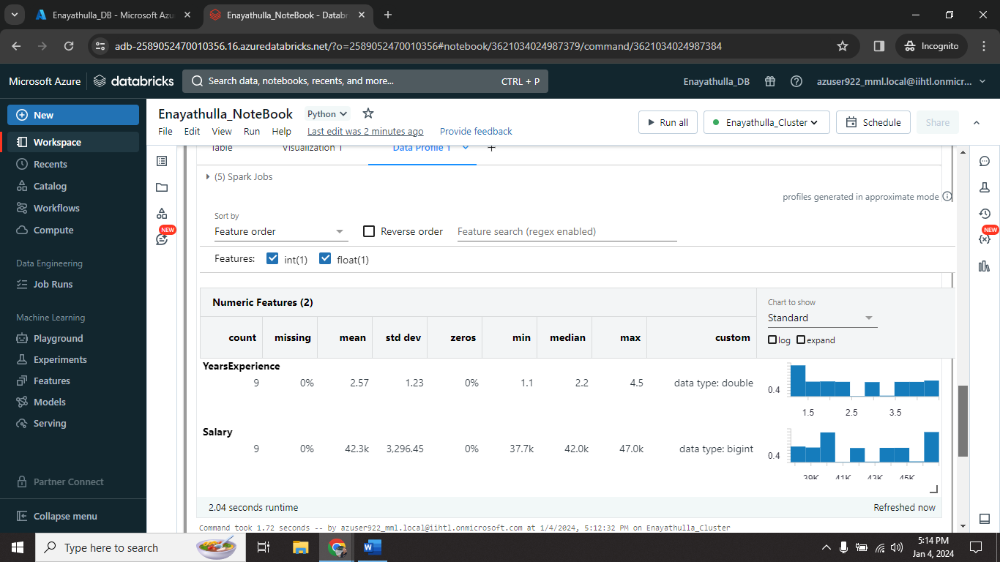 Enayathulla_DB - Microsoft Azu
Enayathulla_NoteBook - Databr
adb-2589052470010356.16.azuredatabricks.net/?o=2589052470010356#notebook/3621034024987379/command/3621034024987384
Incognito
Microsoft Azure
databricks
Search data, notebooks, recents, and more...
CTRL + P
Enayathulla_DB
azuser922_mml.local@iihtl.onmicr...
New
Workspace
Recents
Catalog
Workflows
Compute
Data Engineering
Job Runs
Machine Learning
Playground
Experiments
Features
Models
Serving
Partner Connect
Collapse menu
Enayathulla_NoteBook
Python
File Edit View Run Help
Last edit was 2 minutes ago
Provide feedback
Run all
Enayathulla_Cluster
Schedule
Share
NEW
NEW
Table
Visualization 1
Data Profile 1
+
(5) Spark Jobs
profiles generated in approximate mode
Sort by
Feature order
Reverse order
Feature search (regex enabled)
Features: int(1) float(1)
Numeric Features (2)
Chart to show
Standard
log expand
count missing mean std dev zeros min median max custom
YearsExperience
9 0% 2.57 1.23 0% 1.1 2.2 4.5 data type: double
0.4
1.5 2.5 3.5
Salary
9 0% 42.3k 3,296.45 0% 37.7k 42.0k 47.0k data type: bigint
0.4
39K 41K 43K 45K
2.04 seconds runtime
Refreshed now
Command took 1.72 seconds -- by azuser922_mml.local@iihtl.onmicrosoft.com at 1/4/2024, 5:12:32 PM on Enayathulla_Cluster
Type here to search
5:14 PM
Jan 4, 2024